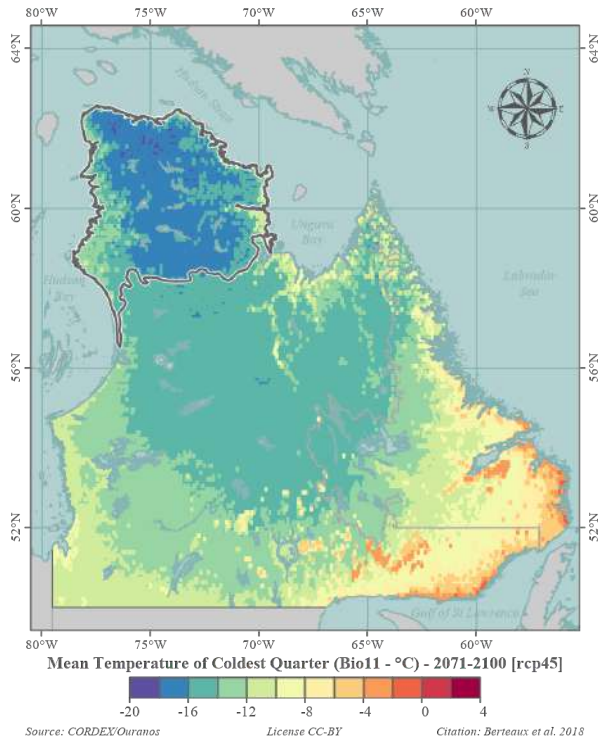 80°W 75°W 70°W 65°W 60°W
64°N 64°N
Hudson Strait
N
W E
S
60°N 60°N
Ungava
Bay
Hudson
Bay
Labrador
Sea
56°N 56°N
52°N 52°N
Gulf of St Lawrence
80°W 75°W 70°W 65°W 60°W
Mean Temperature of Coldest Quarter (Bio11 - °C) - 2071-2100 [rcp45]
-20 -16 -12 -8 -4 0 4
Source: CORDEX/Ouranos License CC-BY Citation: Berteaux et al. 2018